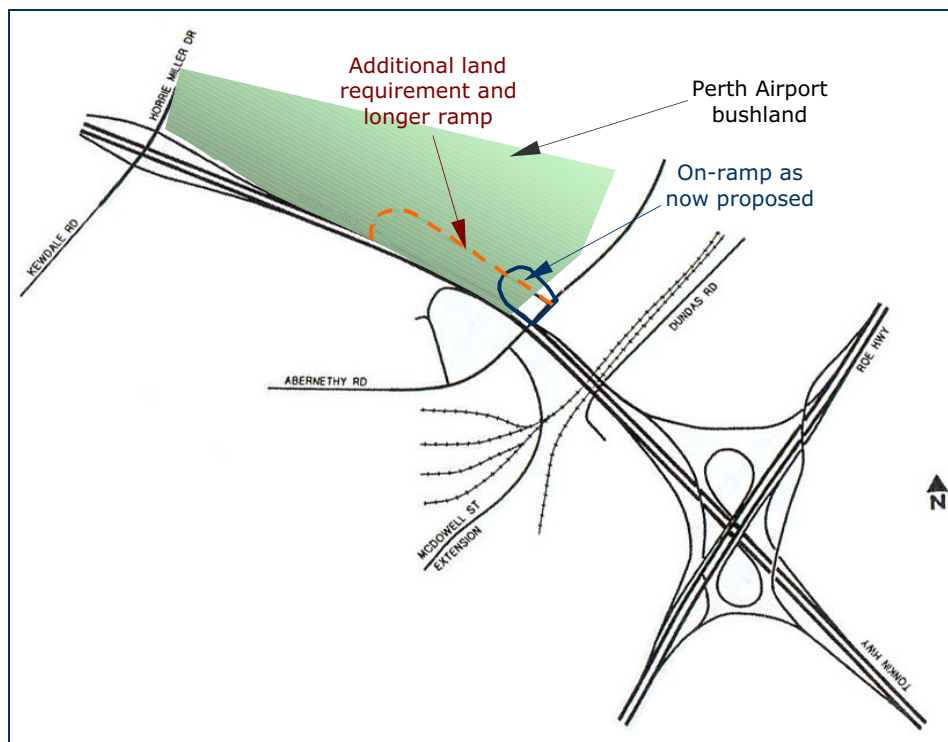 HORRIE MILLER DR
Additional land
requirement and
longer ramp
Perth Airport
bushland
On-ramp as
now proposed
KEWDALE RD
DUNDAS RD
ROE HWY
ABERNETHY RD
N
MCDOWELL ST
EXTENSION
TONKIN HWY